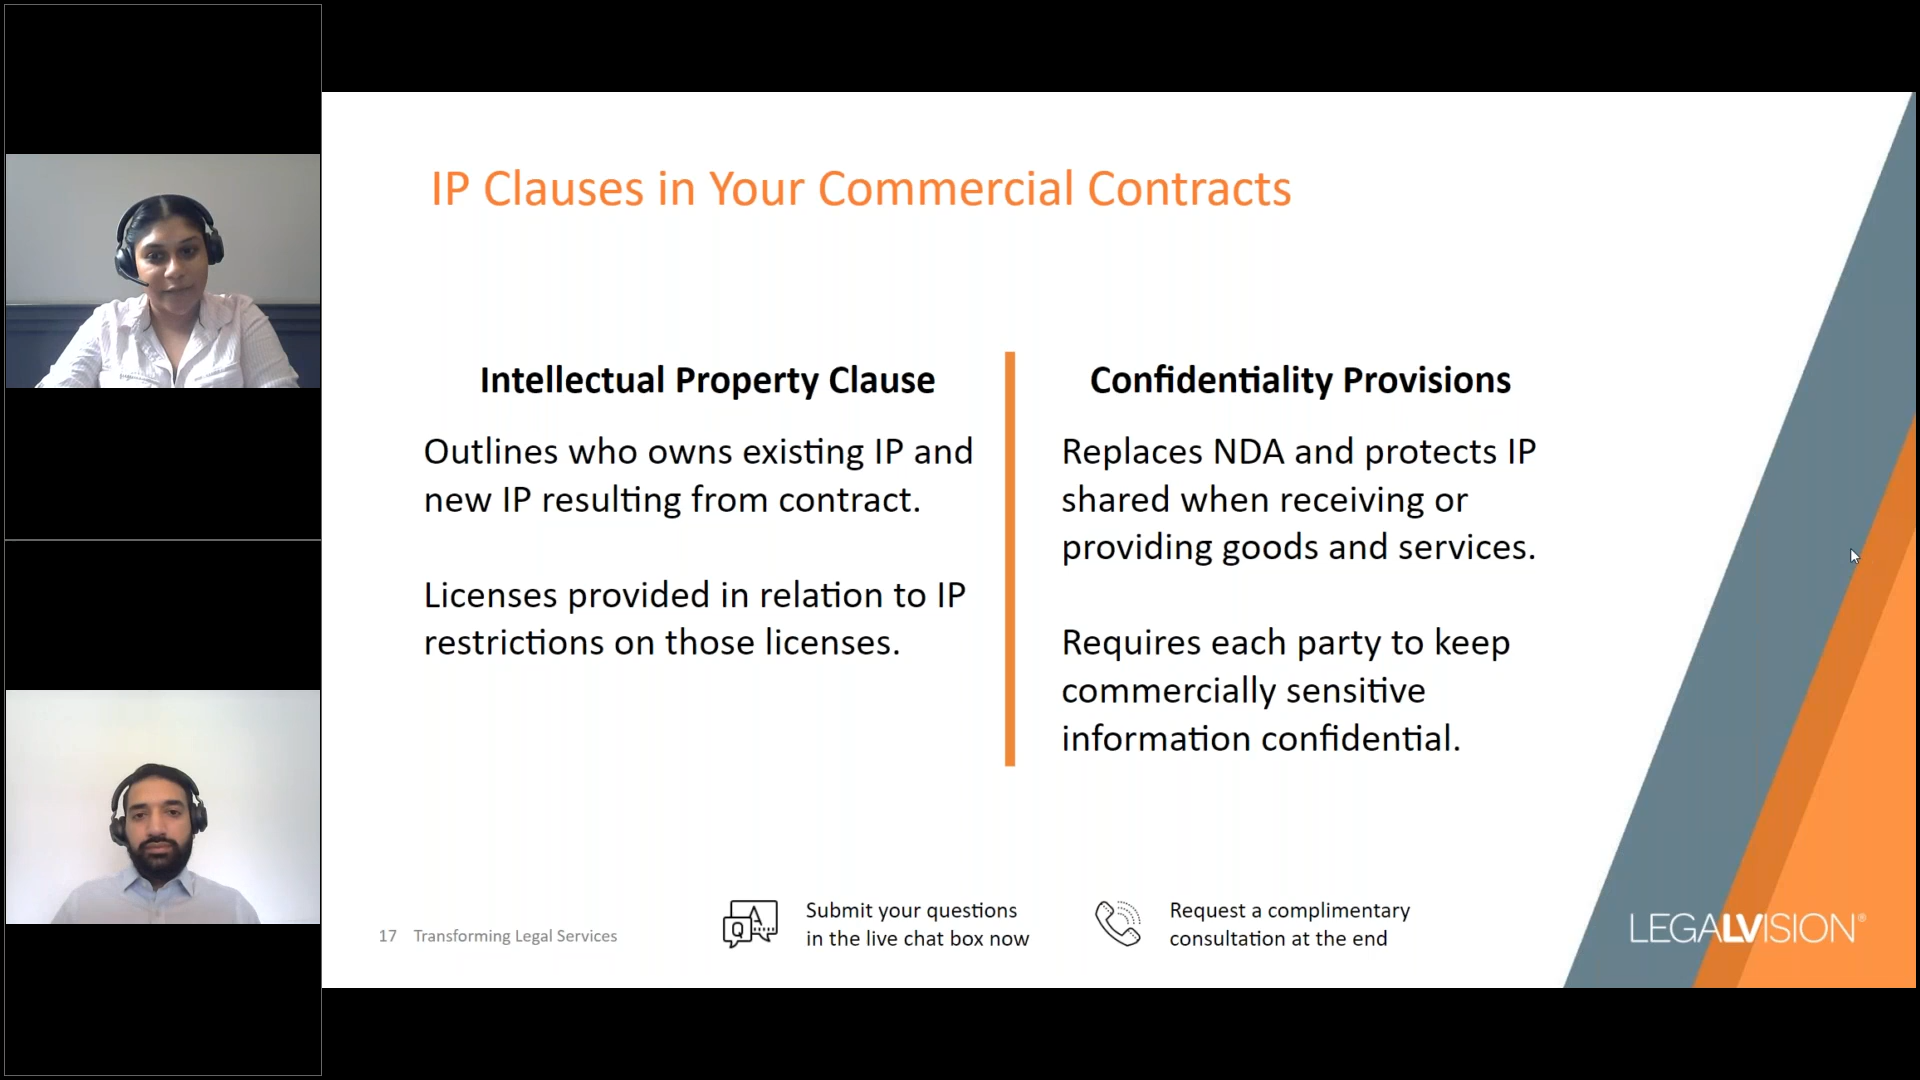 IP Clauses in Your Commercial Contracts
Intellectual Property Clause
Outlines who owns existing IP and
new IP resulting from contract.
Licenses provided in relation to IP
restrictions on those licenses.
Confidentiality Provisions
Replaces NDA and protects IP
shared when receiving or
providing goods and services.
Requires each party to keep
commercially sensitive
information confidential.
17 Transforming Legal Services
Q A
Submit your questions
in the live chat box now
Request a complimentary
consultation at the end
LEGALVISION®